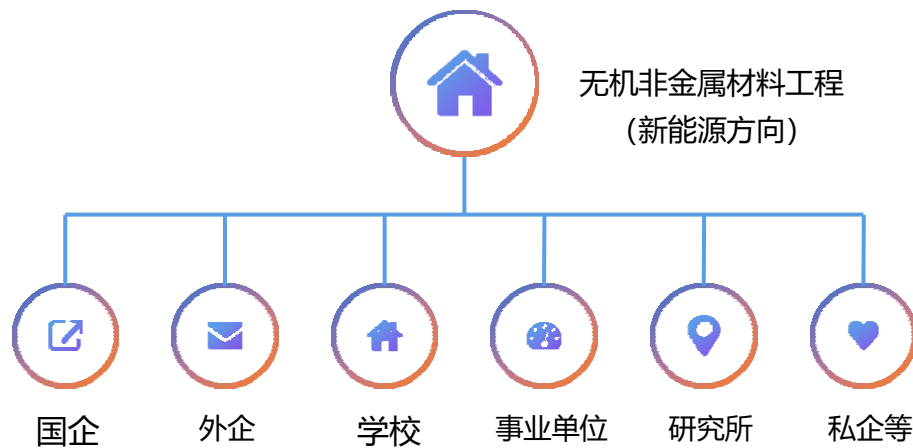 无机非金属材料工程
（新能源方向）
国企
外企
学校
事业单位
研究所
私企等